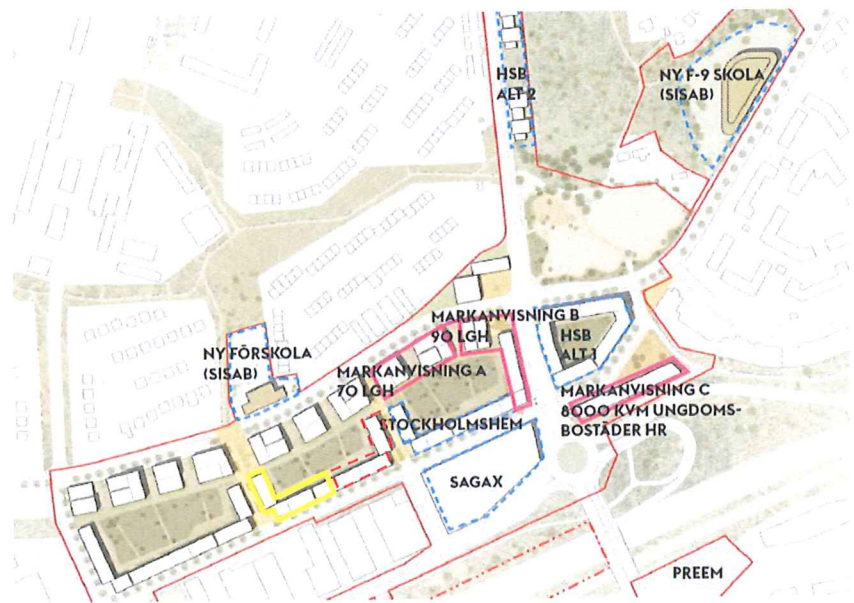 HSB
ALT 2
NY F-9 SKOLA
(SISAB)
MARKANVISNING B
90 LGH
HSB
ALT 1
NY FÖRSKOLA
(SISAB)
MARKANVISNING A
70 LGH
MARKANVISNING C
8000 KVM UNGDOMS-
BOSTÄDER HR
STOCKHOLMSHEM
SAGAX
PREEM